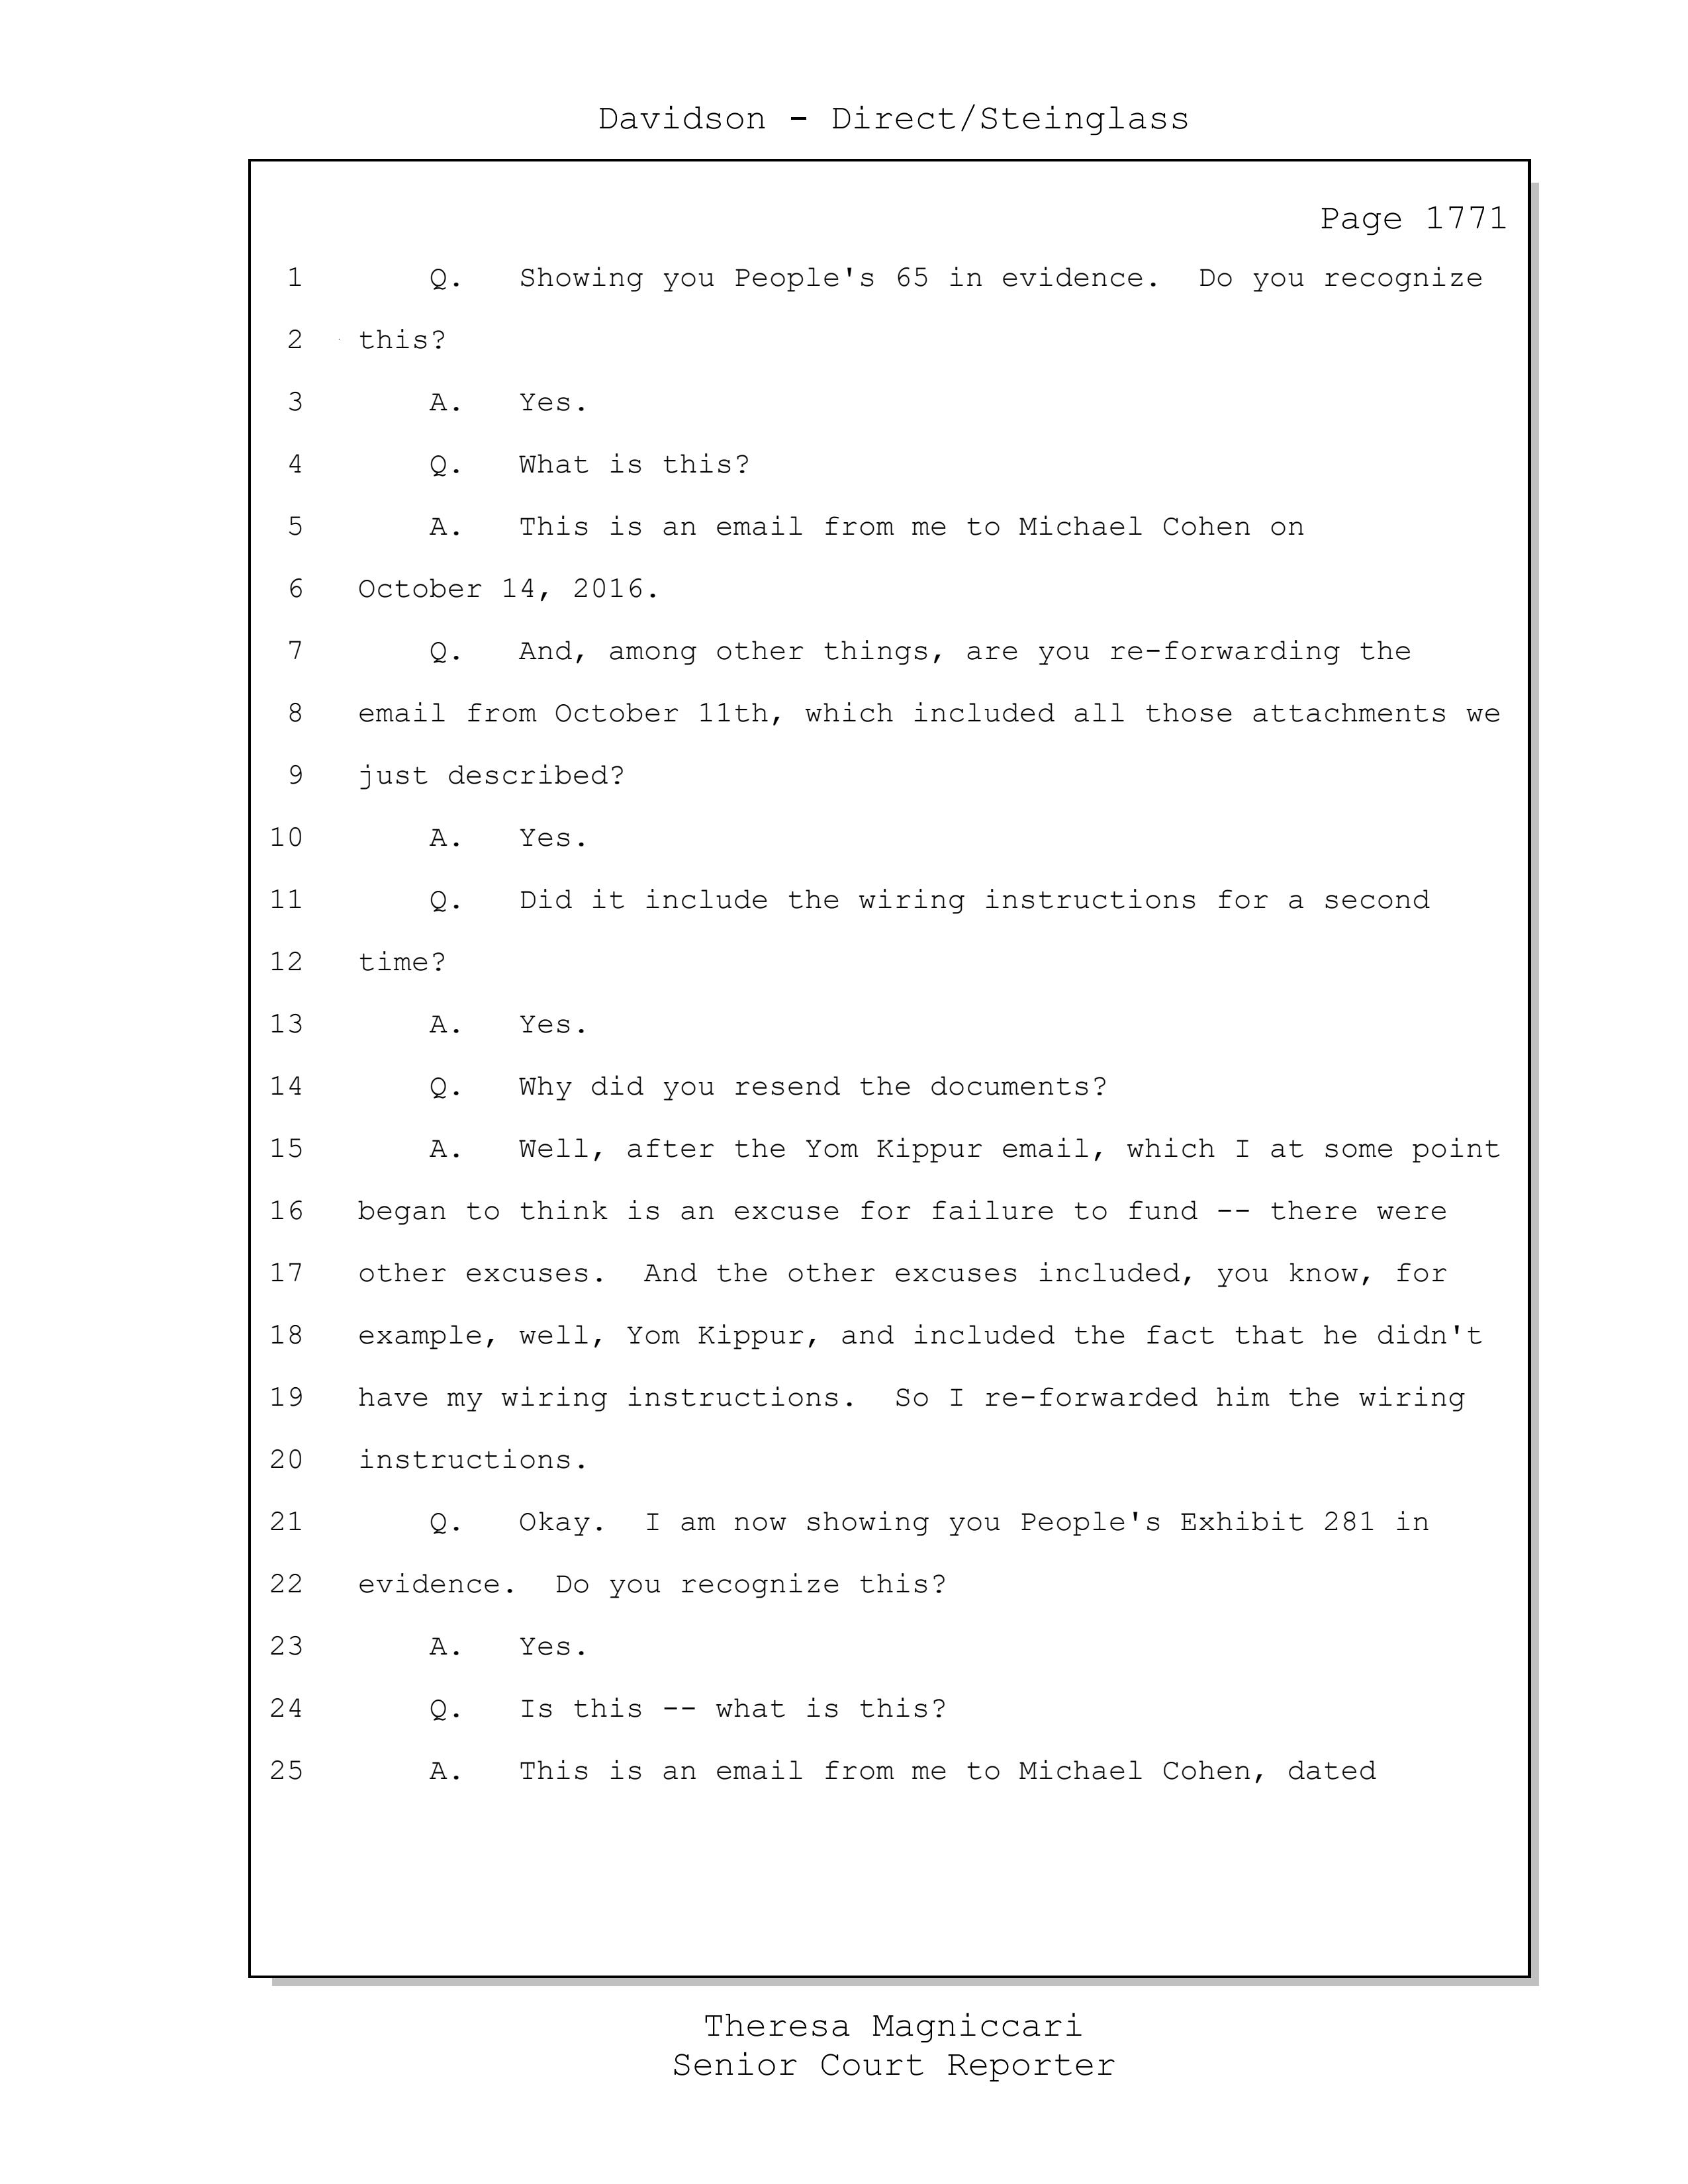 Davidson - Direct/Steinglass
Page 1771
1 Q. Showing you People's 65 in evidence. Do you recognize
2 this?
3 A. Yes.
4 Q. What is this?
5 A. This is an email from me to Michael Cohen on
6 October 14, 2016.
7 Q. And, among other things, are you re-forwarding the
8 email from October 11th, which included all those attachments we
9 just described?
10 A. Yes.
11 Q. Did it include the wiring instructions for a second
12 time?
13 A. Yes.
14 Q. Why did you resend the documents?
15 A. Well, after the Yom Kippur email, which I at some point
16 began to think is an excuse for failure to fund -- there were
17 other excuses. And the other excuses included, you know, for
18 example, well, Yom Kippur, and included the fact that he didn't
19 have my wiring instructions. So I re-forwarded him the wiring
20 instructions.
21 Q. Okay. I am now showing you People's Exhibit 281 in
22 evidence. Do you recognize this?
23 A. Yes.
24 Q. Is this -- what is this?
25 A. This is an email from me to Michael Cohen, dated
Theresa Magniccari
Senior Court Reporter